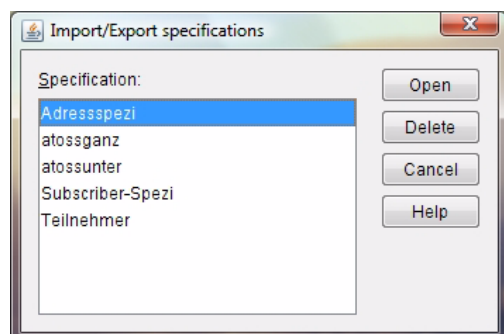 Import/Export specifications
Specification:
Adressspezi
atossganz
atossunter
Subscriber-Spezi
Teilnehmer
Open
Delete
Cancel
Help